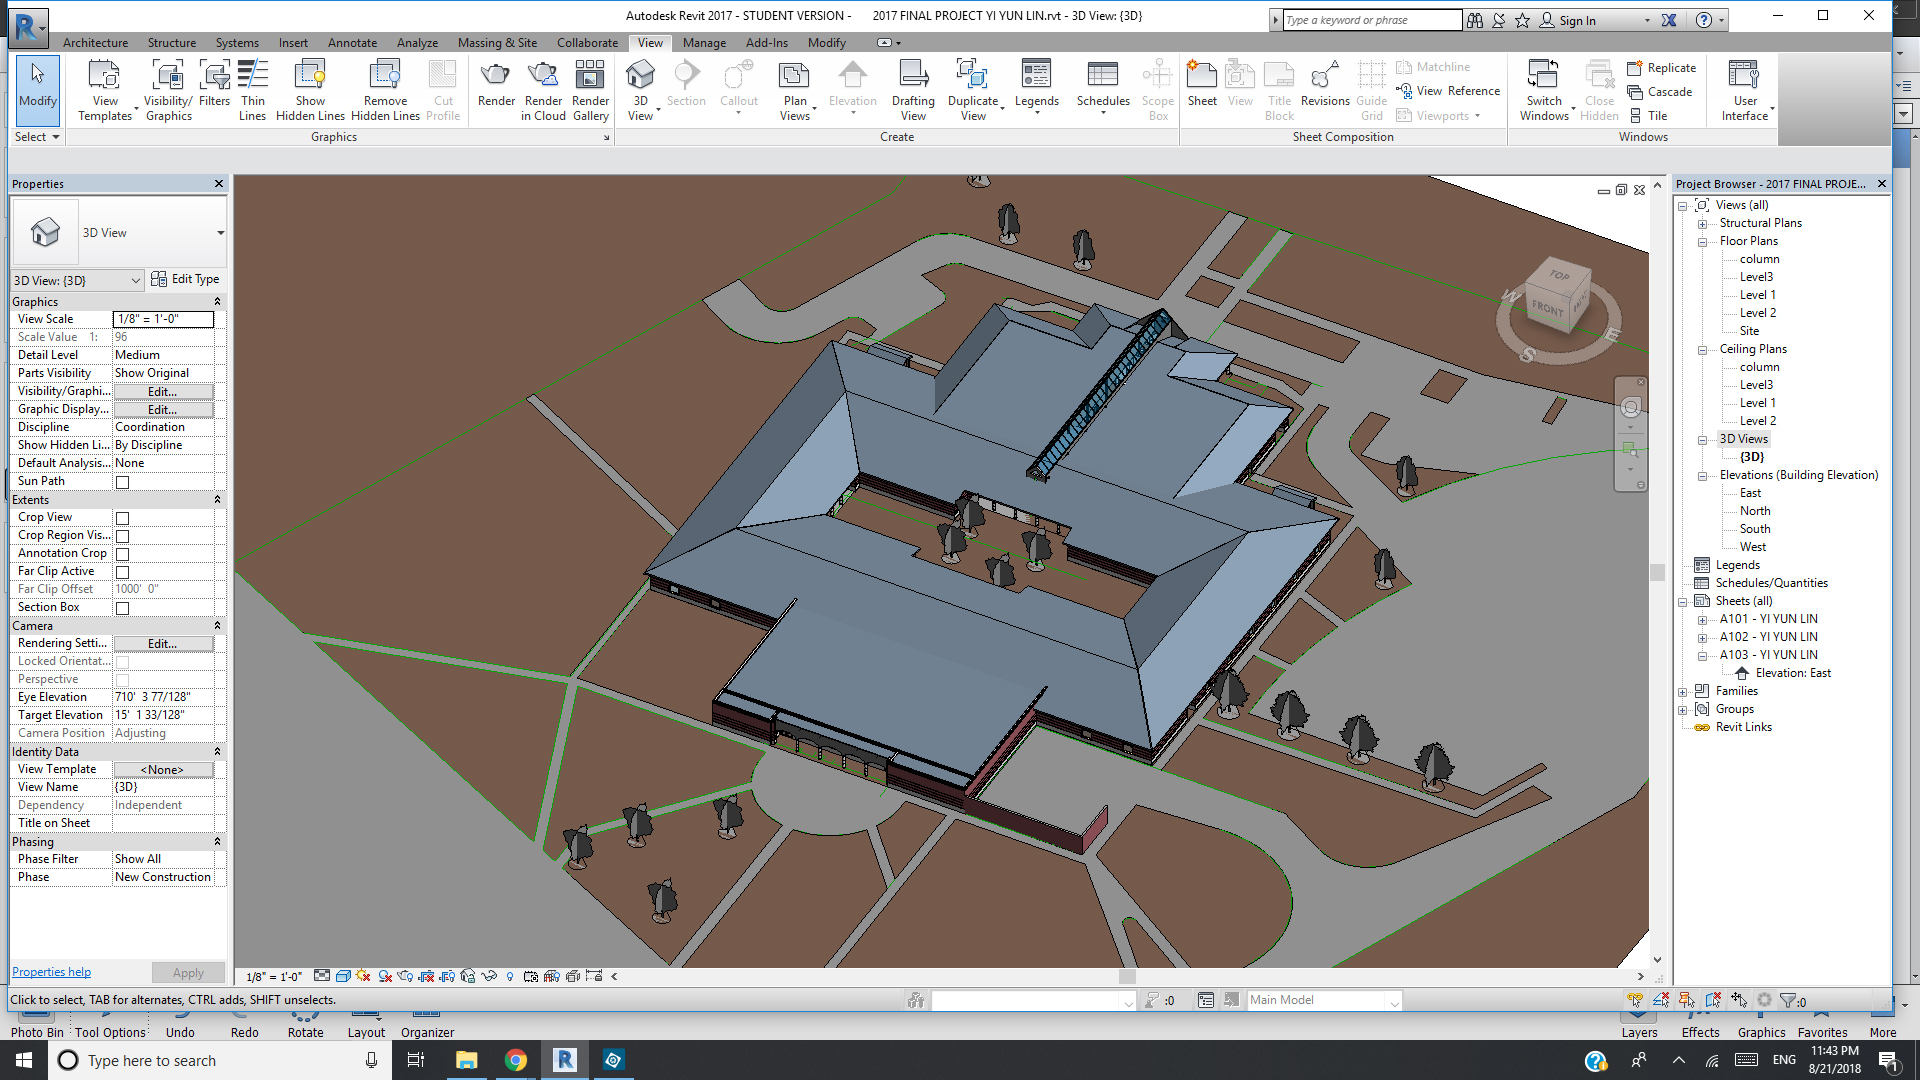 Autodesk Revit 2017 - STUDENT VERSION - 2017 FINAL PROJECT YI YUN LIN.rvt - 3D View: {3D}
Type a keyword or phrase
Sign In
Architecture Structure Systems Insert Annotate Analyze Massing & Site Collaborate View Manage Add-Ins Modify
Modify
View Templates
Visibility/ Graphics
Filters
Thin Lines
Show Hidden Lines
Remove Hidden Lines
Cut Profile
Render
Render in Cloud
Render Gallery
3D View
Section
Callout
Plan Views
Elevation
Drafting View
Duplicate View
Legends
Schedules
Scope Box
Sheet
View
Title Block
Revisions
Guide Grid
Matchline
View Reference
Viewports
Switch Windows
Close Hidden
Replicate
Cascade
Tile
User Interface
Select
Graphics
Create
Sheet Composition
Windows
Properties
3D View
3D View: {3D}
Edit Type
Graphics
View Scale 1/8" = 1'-0"
Scale Value 1: 96
Detail Level Medium
Parts Visibility Show Original
Visibility/Graphi... Edit...
Graphic Display... Edit...
Discipline Coordination
Show Hidden Li... By Discipline
Default Analysis... None
Sun Path
Extents
Crop View
Crop Region Vis...
Annotation Crop
Far Clip Active
Far Clip Offset 1000' 0"
Section Box
Camera
Rendering Setti... Edit...
Locked Orientat...
Perspective
Eye Elevation 710' 3 77/128"
Target Elevation 15' 1 33/128"
Camera Position Adjusting
Identity Data
View Template <None>
View Name {3D}
Dependency Independent
Title on Sheet
Phasing
Phase Filter Show All
Phase New Construction
Properties help
Apply
TOP
FRONT
W
S
E
Project Browser - 2017 FINAL PROJE...
Views (all)
Structural Plans
Floor Plans
column
Level3
Level 1
Level 2
Site
Ceiling Plans
column
Level3
Level 1
Level 2
3D Views
{3D}
Elevations (Building Elevation)
East
North
South
West
Legends
Schedules/Quantities
Sheets (all)
A101 - YI YUN LIN
A102 - YI YUN LIN
A103 - YI YUN LIN
Elevation: East
Families
Groups
Revit Links
1/8" = 1'-0"
Click to select, TAB for alternates, CTRL adds, SHIFT unselects.
:0
Main Model
:0
Photo Bin Tool Options Undo Redo Rotate Layout Organizer
Layers Effects Graphics Favorites More
Type here to search
ENG
11:43 PM
8/21/2018
1